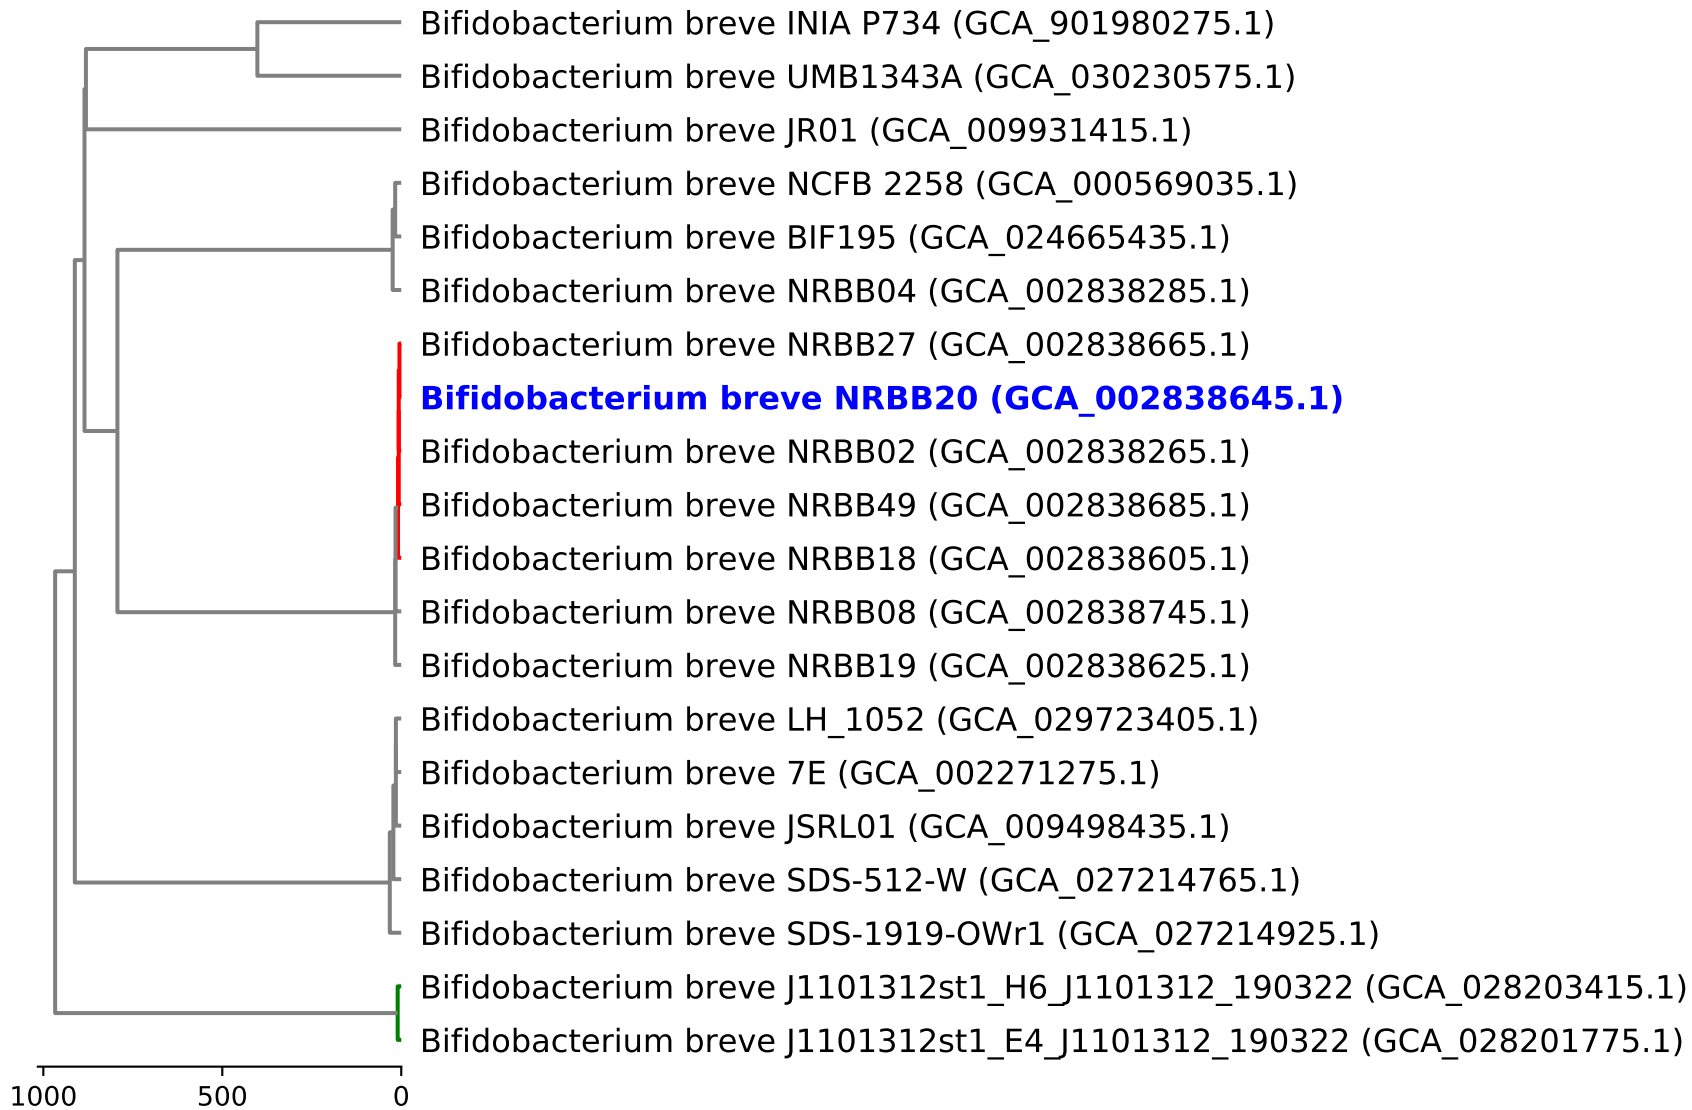 Bifidobacterium breve INIA P734 (GCA_901980275.1)
Bifidobacterium breve UMB1343A (GCA_030230575.1)
Bifidobacterium breve JR01 (GCA_009931415.1)
Bifidobacterium breve NCFB 2258 (GCA_000569035.1)
Bifidobacterium breve BIF195 (GCA_024665435.1)
Bifidobacterium breve NRBB04 (GCA_002838285.1)
Bifidobacterium breve NRBB27 (GCA_002838665.1)
Bifidobacterium breve NRBB20 (GCA_002838645.1)
Bifidobacterium breve NRBB02 (GCA_002838265.1)
Bifidobacterium breve NRBB49 (GCA_002838685.1)
Bifidobacterium breve NRBB18 (GCA_002838605.1)
Bifidobacterium breve NRBB08 (GCA_002838745.1)
Bifidobacterium breve NRBB19 (GCA_002838625.1)
Bifidobacterium breve LH_1052 (GCA_029723405.1)
Bifidobacterium breve 7E (GCA_002271275.1)
Bifidobacterium breve JSRL01 (GCA_009498435.1)
Bifidobacterium breve SDS-512-W (GCA_027214765.1)
Bifidobacterium breve SDS-1919-OWr1 (GCA_027214925.1)
Bifidobacterium breve J1101312st1_H6_J1101312_190322 (GCA_028203415.1)
Bifidobacterium breve J1101312st1_E4_J1101312_190322 (GCA_028201775.1)
1000 500 0